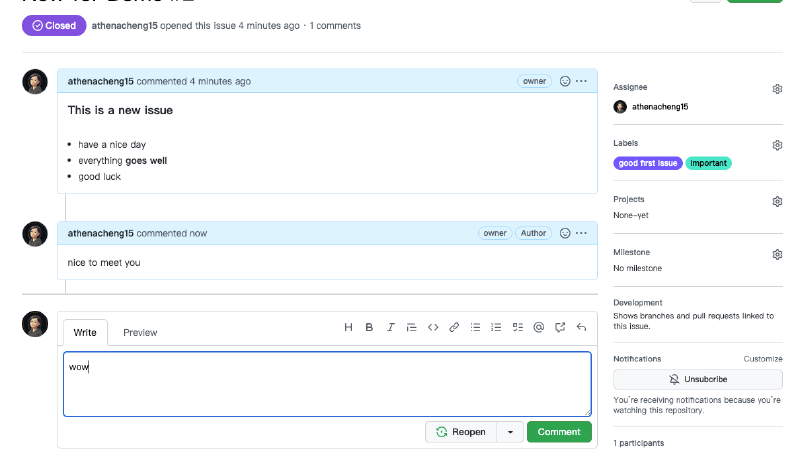 Closed athenacheng15 opened this issue 4 minutes ago · 1 comments
athenacheng15 commented 4 minutes ago owner
This is a new issue
have a nice day
everything goes well
good luck
athenacheng15 commented now owner Author
nice to meet you
Write Preview
wow
Reopen Comment
Assignee
athenacheng15
Labels
good first issue Important
Projects
None-yet
Milestone
No milestone
Development
Shows branches and pull requests linked to
this issue.
Notifications Customize
Unsubcribe
You're receiving notifications because you're
watching this repository.
1 participants